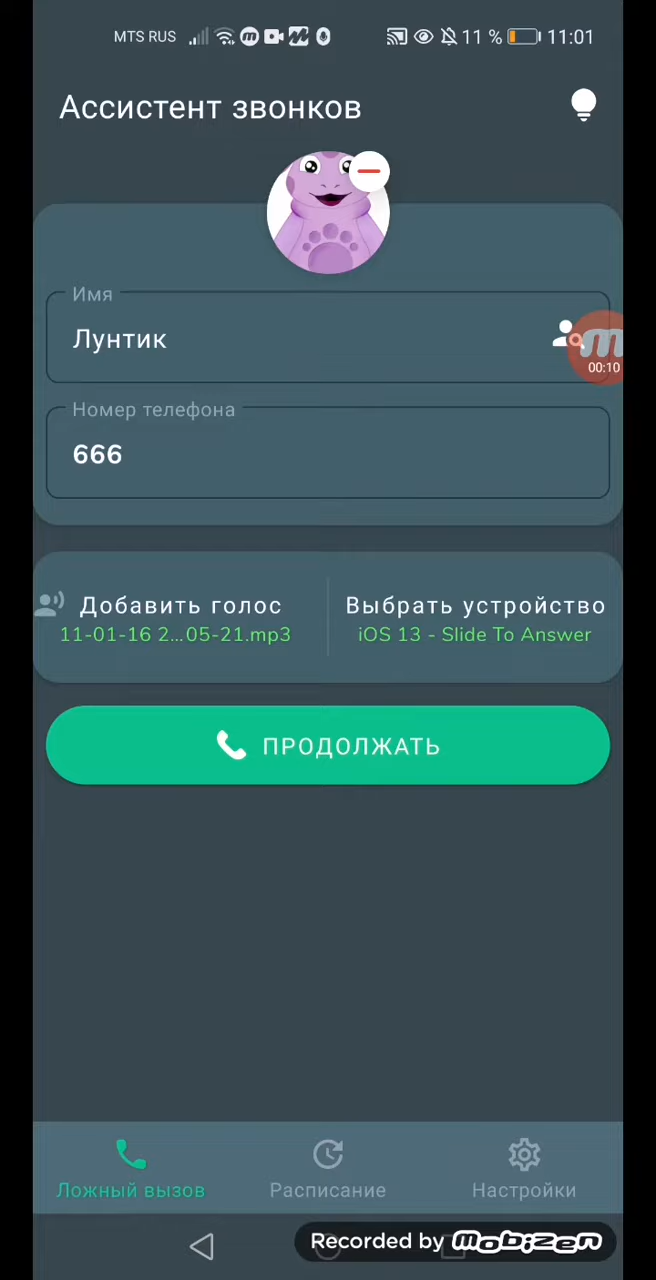 MTS RUS 11 % 11:01
Ассистент звонков
Имя
Лунтик
m
00:10
Номер телефона
666
Добавить голос
11-01-16 2...05-21.mp3
Выбрать устройство
iOS 13 - Slide To Answer
ПРОДОЛЖАТЬ
Ложный вызов
Расписание
Настройки
Recorded by mobizen